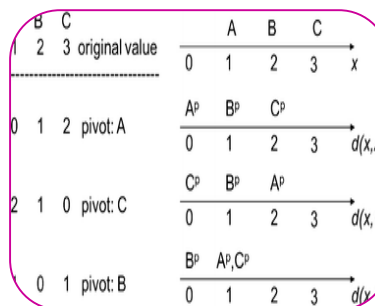 B C
2 3 original value
0 1 2 pivot: A
2 1 0 pivot: C
0 1 pivot: B
A B C
0 1 2 3 x
Aᵖ Bᵖ Cᵖ
0 1 2 3 d(x,
Cᵖ Bᵖ Aᵖ
0 1 2 3 d(x,
Bᵖ Aᵖ,Cᵖ
0 1 2 3 d(x